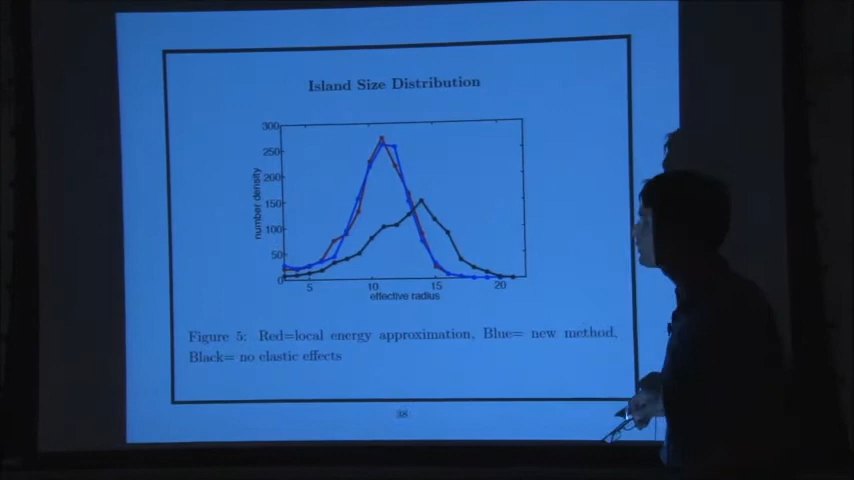 Island Size Distribution
300
250
200
150
100
50
0
number density
5
10
15
20
effective radius
Figure 5: Red=local energy approximation, Blue= new method,
Black= no elastic effects
38